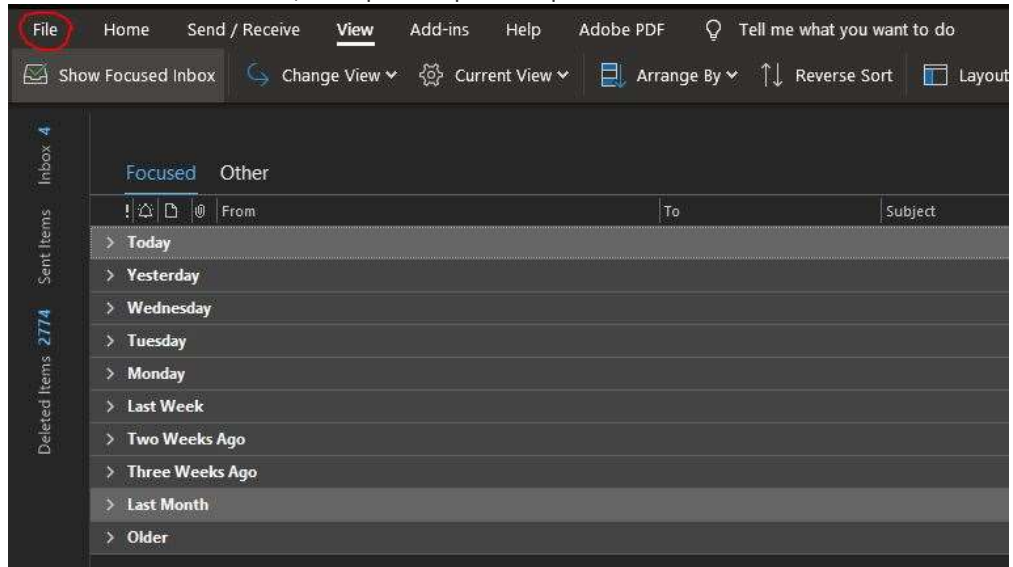 File Home Send / Receive View Add-ins Help Adobe PDF Tell me what you want to do
Show Focused Inbox Change View Current View Arrange By Reverse Sort Layout
Inbox 4
Sent Items
Deleted Items 2774
Focused Other
! From To Subject
> Today
> Yesterday
> Wednesday
> Tuesday
> Monday
> Last Week
> Two Weeks Ago
> Three Weeks Ago
> Last Month
> Older